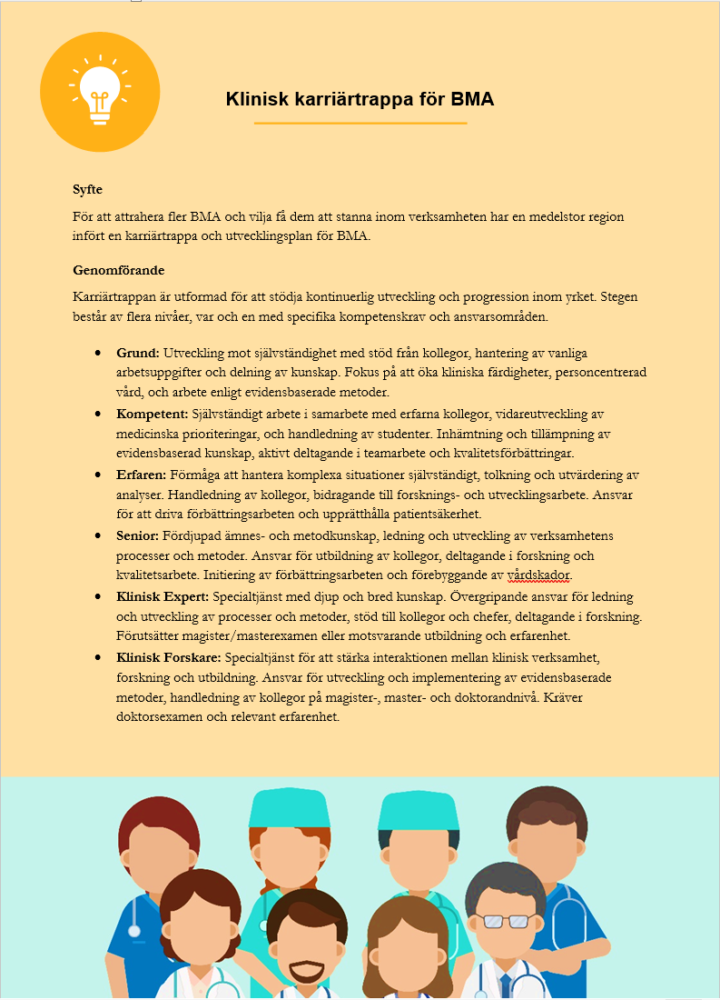 Klinisk karriärtrappa för BMA
Syfte
För att attrahera fler BMA och vilja få dem att stanna inom verksamheten har en medelstor region
infört en karriärtrappa och utvecklingsplan för BMA.
Genomförande
Karriärtrappan är utformad för att stödja kontinuerlig utveckling och progression inom yrket. Stegen
består av flera nivåer, var och en med specifika kompetenskrav och ansvarsområden.
• Grund: Utveckling mot självständighet med stöd från kollegor, hantering av vanliga
arbetsuppgifter och delning av kunskap. Fokus på att öka kliniska färdigheter, personcentrerad
vård, och arbete enligt evidensbaserade metoder.
• Kompetent: Självständigt arbete i samarbete med erfarna kollegor, vidareutveckling av
medicinska prioriteringar, och handledning av studenter. Inhämtning och tillämpning av
evidensbaserad kunskap, aktivt deltagande i teamarbete och kvalitetsförbättringar.
• Erfaren: Förmåga att hantera komplexa situationer självständigt, tolkning och utvärdering av
analyser. Handledning av kollegor, bidragande till forsknings- och utvecklingsarbete. Ansvar
för att driva förbättringsarbeten och upprätthålla patientsäkerhet.
• Senior: Fördjupad ämnes- och metodkunskap, ledning och utveckling av verksamhetens
processer och metoder. Ansvar för utbildning av kollegor, deltagande i forskning och
kvalitetsarbete. Initiering av förbättringsarbeten och förebyggande av vårdskador.
• Klinisk Expert: Specialtjänst med djup och bred kunskap. Övergripande ansvar för ledning
och utveckling av processer och metoder, stöd till kollegor och chefer, deltagande i forskning.
Förutsätter magister/masterexamen eller motsvarande utbildning och erfarenhet.
• Klinisk Forskare: Specialtjänst för att stärka interaktionen mellan klinisk verksamhet,
forskning och utbildning. Ansvar för utveckling och implementering av evidensbaserade
metoder, handledning av kollegor på magister-, master- och doktorandnivå. Kräver
doktorsexamen och relevant erfarenhet.